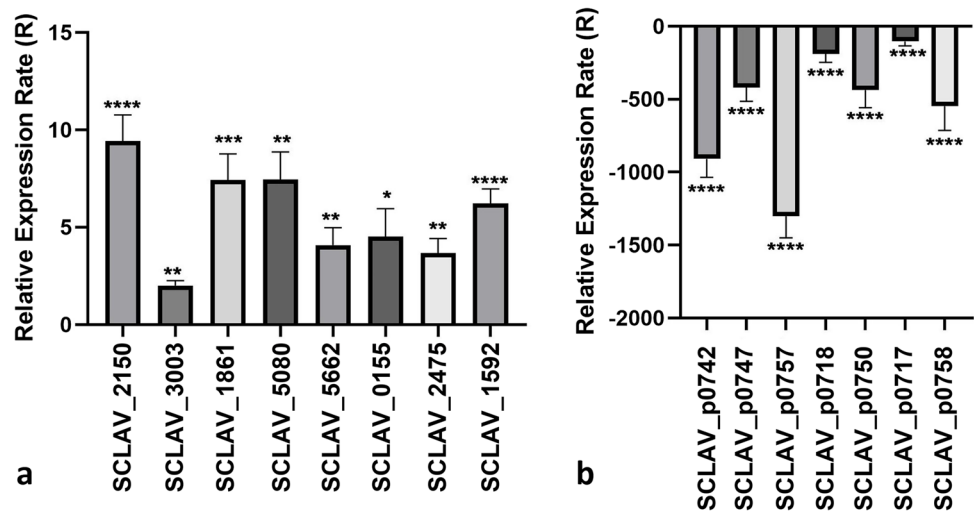 Relative Expression Rate (R)
15
10
5
0
****
**
***
**
**
*
**
****
SCLAV_2150
SCLAV_3003
SCLAV_1861
SCLAV_5080
SCLAV_5662
SCLAV_0155
SCLAV_2475
SCLAV_1592
a
Relative Expression Rate (R)
0
-500
-1000
-1500
-2000
****
****
****
****
****
****
****
SCLAV_p0742
SCLAV_p0747
SCLAV_p0757
SCLAV_p0718
SCLAV_p0750
SCLAV_p0717
SCLAV_p0758
b